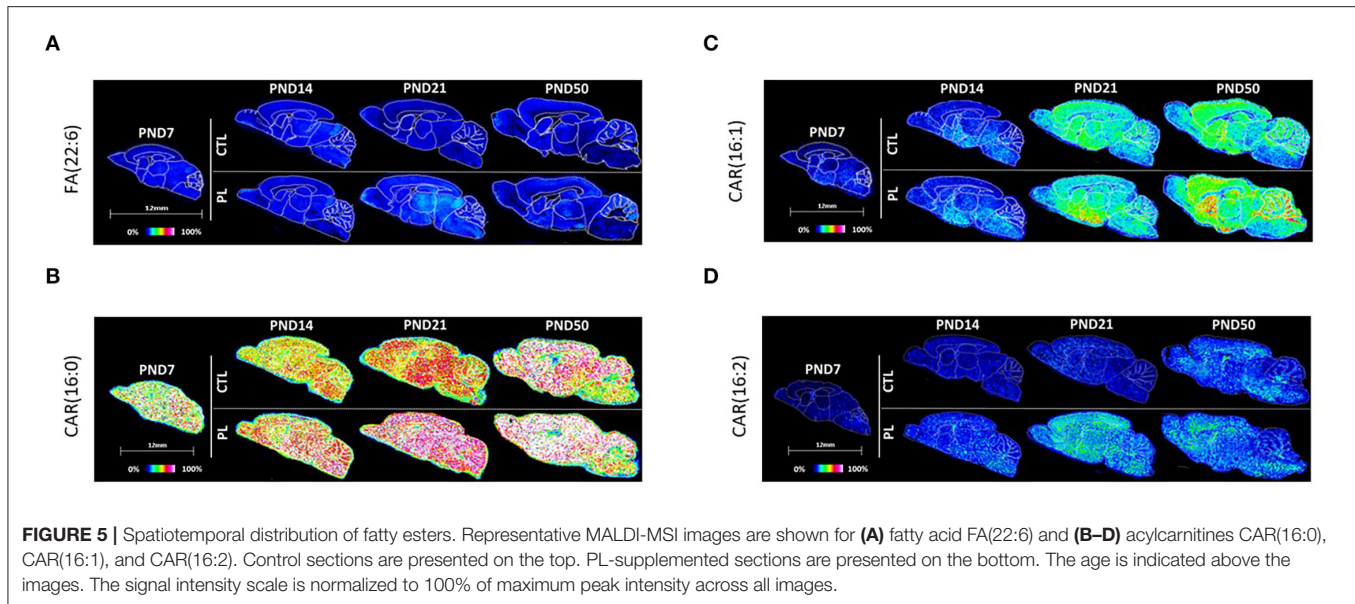 A
FA(22:6)
PND7
12mm
0% 100%
PND14 PND21 PND50
CTL
PL
B
CAR(16:0)
PND7
12mm
0% 100%
PND14 PND21 PND50
CTL
PL
C
CAR(16:1)
PND7
12mm
0% 100%
PND14 PND21 PND50
CTL
PL
D
CAR(16:2)
PND7
12mm
0% 100%
PND14 PND21 PND50
CTL
PL
FIGURE 5 | Spatiotemporal distribution of fatty esters. Representative MALDI-MSI images are shown for (A) fatty acid FA(22:6) and (B–D) acylcarnitines CAR(16:0),
CAR(16:1), and CAR(16:2). Control sections are presented on the top. PL-supplemented sections are presented on the bottom. The age is indicated above the
images. The signal intensity scale is normalized to 100% of maximum peak intensity across all images.